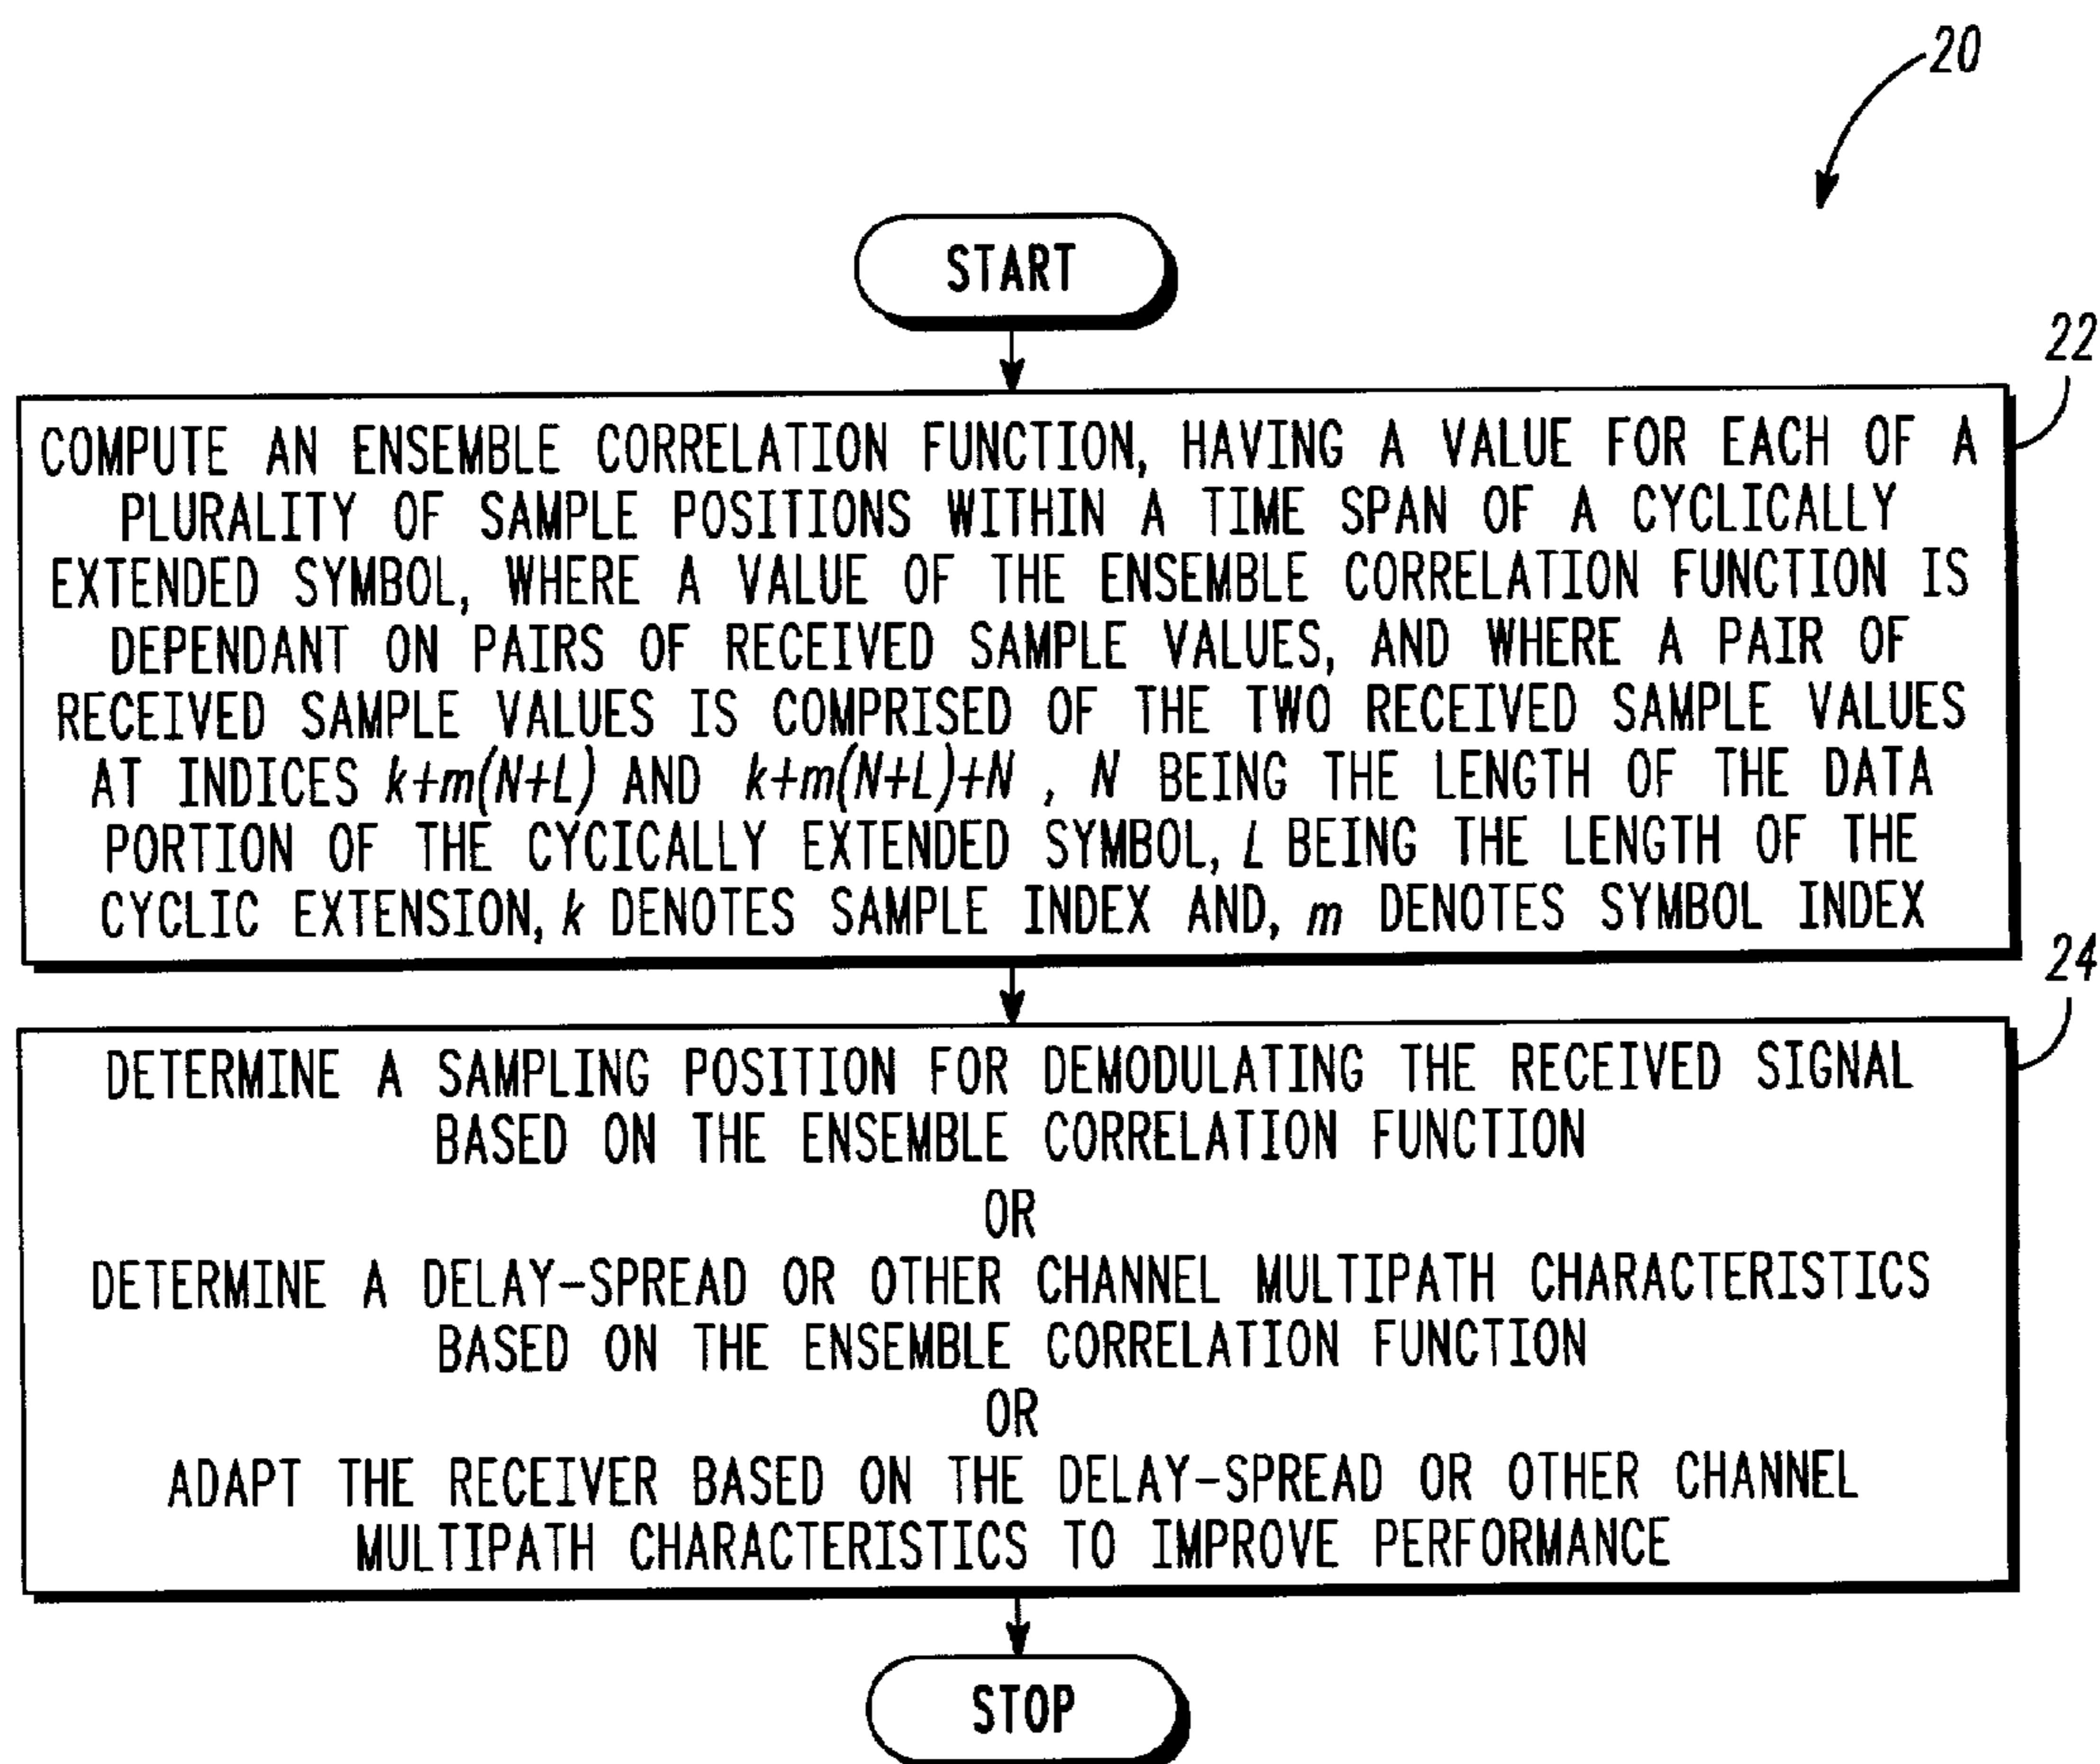 20
START
22
COMPUTE AN ENSEMBLE CORRELATION FUNCTION, HAVING A VALUE FOR EACH OF A
PLURALITY OF SAMPLE POSITIONS WITHIN A TIME SPAN OF A CYCLICALLY
EXTENDED SYMBOL, WHERE A VALUE OF THE ENSEMBLE CORRELATION FUNCTION IS
DEPENDANT ON PAIRS OF RECEIVED SAMPLE VALUES, AND WHERE A PAIR OF
RECEIVED SAMPLE VALUES IS COMPRISED OF THE TWO RECEIVED SAMPLE VALUES
AT INDICES k+m(N+L) AND k+m(N+L)+N , N BEING THE LENGTH OF THE DATA
PORTION OF THE CYCICALLY EXTENDED SYMBOL, L BEING THE LENGTH OF THE
CYCLIC EXTENSION, k DENOTES SAMPLE INDEX AND, m DENOTES SYMBOL INDEX
24
DETERMINE A SAMPLING POSITION FOR DEMODULATING THE RECEIVED SIGNAL
BASED ON THE ENSEMBLE CORRELATION FUNCTION
OR
DETERMINE A DELAY-SPREAD OR OTHER CHANNEL MULTIPATH CHARACTERISTICS
BASED ON THE ENSEMBLE CORRELATION FUNCTION
OR
ADAPT THE RECEIVER BASED ON THE DELAY-SPREAD OR OTHER CHANNEL
MULTIPATH CHARACTERISTICS TO IMPROVE PERFORMANCE
STOP